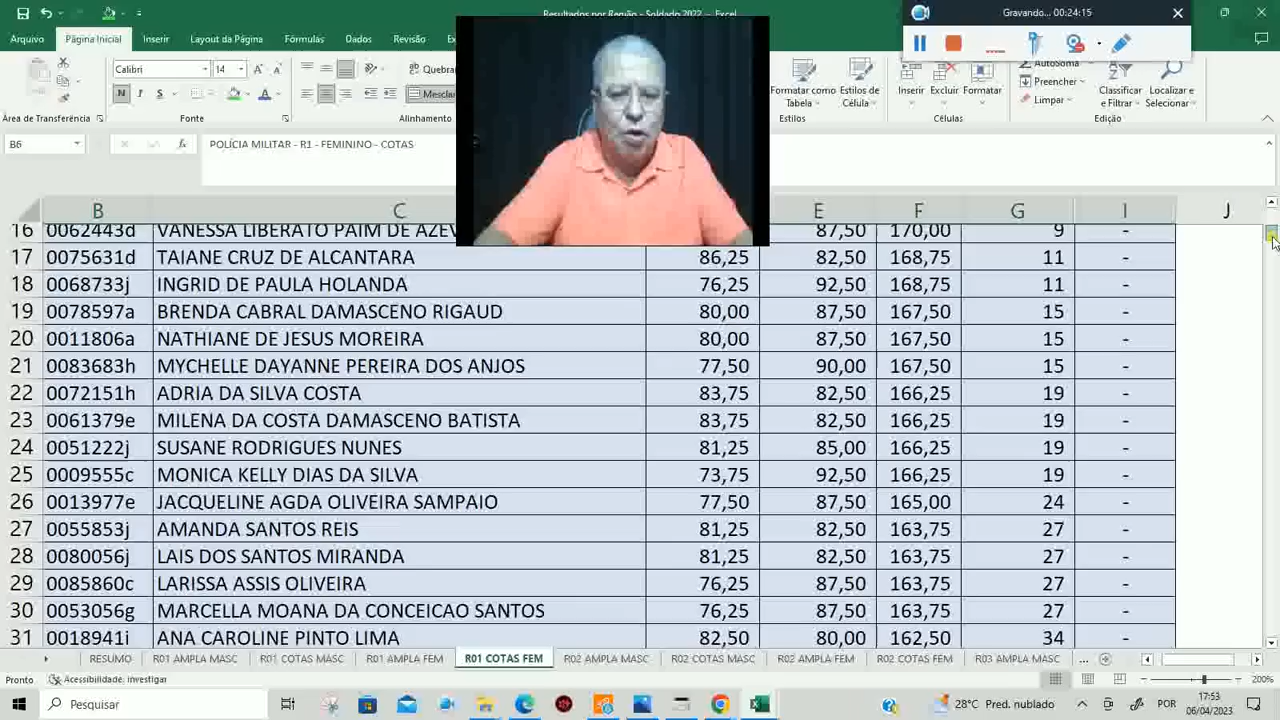 Resultados por Região - Soldado 2022 - Excel
Gravando... 00:24:15
Arquivo Página Inicial Inserir Layout da Página Fórmulas Dados Revisão
Calibri 14 Quebrar AutoSoma
Preencher
Limpar
N I S Mesclar
Formatar como Tabela Estilos de Célula Inserir Excluir Formatar Classificar e Filtrar Localizar e Selecionar
Área de Transferência Fonte Alinhamento Estilos Células Edição
B6 fx POLÍCIA MILITAR - R1 - FEMININO - COTAS
B C E F G I J
16 0062443d VANESSA LIBERATO PAIM DE 87,50 170,00 9 -
17 0075631d TAIANE CRUZ DE ALCANTARA 86,25 82,50 168,75 11 -
18 0068733j INGRID DE PAULA HOLANDA 76,25 92,50 168,75 11 -
19 0078597a BRENDA CABRAL DAMASCENO RIGAUD 80,00 87,50 167,50 15 -
20 0011806a NATHIANE DE JESUS MOREIRA 80,00 87,50 167,50 15 -
21 0083683h MYCHELLE DAYANNE PEREIRA DOS ANJOS 77,50 90,00 167,50 15 -
22 0072151h ADRIA DA SILVA COSTA 83,75 82,50 166,25 19 -
23 0061379e MILENA DA COSTA DAMASCENO BATISTA 83,75 82,50 166,25 19 -
24 0051222j SUSANE RODRIGUES NUNES 81,25 85,00 166,25 19 -
25 0009555c MONICA KELLY DIAS DA SILVA 73,75 92,50 166,25 19 -
26 0013977e JACQUELINE AGDA OLIVEIRA SAMPAIO 77,50 87,50 165,00 24 -
27 0055853j AMANDA SANTOS REIS 81,25 82,50 163,75 27 -
28 0080056j LAIS DOS SANTOS MIRANDA 81,25 82,50 163,75 27 -
29 0085860c LARISSA ASSIS OLIVEIRA 76,25 87,50 163,75 27 -
30 0053056g MARCELLA MOANA DA CONCEICAO SANTOS 76,25 87,50 163,75 27 -
31 0018941i ANA CAROLINE PINTO LIMA 82,50 80,00 162,50 34 -
RESUMO R01 AMPLA MASC R01 COTAS MASC R01 AMPLA FEM R01 COTAS FEM R02 AMPLA MASC R02 COTAS MASC R02 AMPLA FEM R02 COTAS FEM R03 AMPLA MASC ...
Pronto Acessibilidade: investigar 200%
Pesquisar 28°C Pred. nublado POR 17:53
06/04/2023